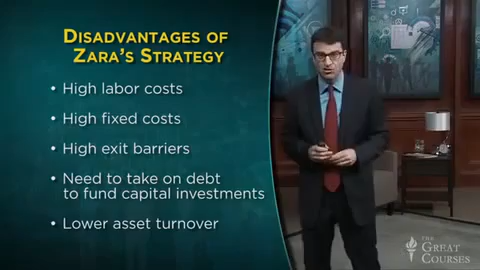 DISADVANTAGES OF
ZARA'S STRATEGY
• High labor costs
• High fixed costs
• High exit barriers
• Need to take on debt
to fund capital investments
• Lower asset turnover
THE
GREAT
COURSES